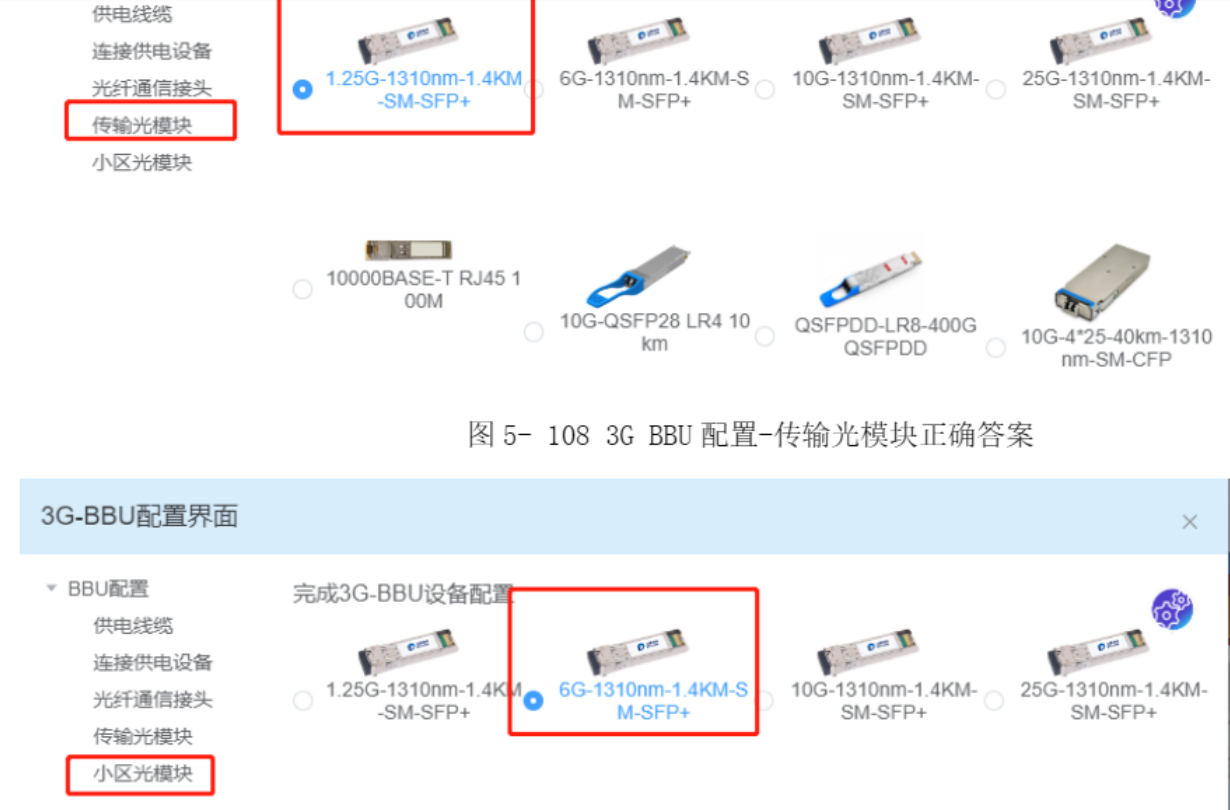 供电线缆
连接供电设备
光纤通信接头
传输光模块
小区光模块
1.25G-1310nm-1.4KM
-SM-SFP+
6G-1310nm-1.4KM-S
M-SFP+
10G-1310nm-1.4KM-
SM-SFP+
25G-1310nm-1.4KM-
SM-SFP+
10000BASE-T RJ45 1
00M
10G-QSFP28 LR4 10
km
QSFPDD-LR8-400G
QSFPDD
10G-4*25-40km-1310
nm-SM-CFP
图 5- 108 3G BBU 配置-传输光模块正确答案
3G-BBU配置界面
BBU配置
供电线缆
连接供电设备
光纤通信接头
传输光模块
小区光模块
完成3G-BBU设备配置
1.25G-1310nm-1.4KM
-SM-SFP+
6G-1310nm-1.4KM-S
M-SFP+
10G-1310nm-1.4KM-
SM-SFP+
25G-1310nm-1.4KM-
SM-SFP+